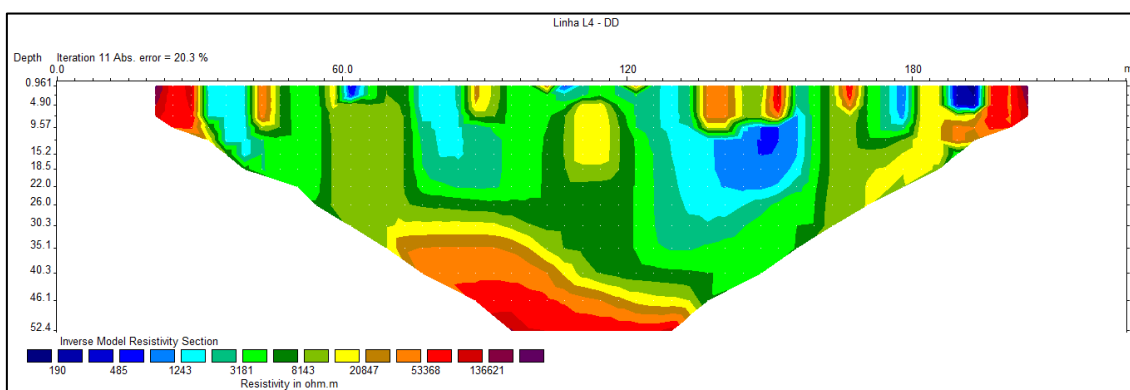 Linha L4 - DD
Depth Iteration 11 Abs. error = 20.3 %
0.0 60.0 120 180 m
0.961
4.90
9.57
15.2
18.5
22.0
26.0
30.3
35.1
40.3
46.1
52.4
Inverse Model Resistivity Section
190 485 1243 3181 8143 20847 53368 136621
Resistivity in ohm.m